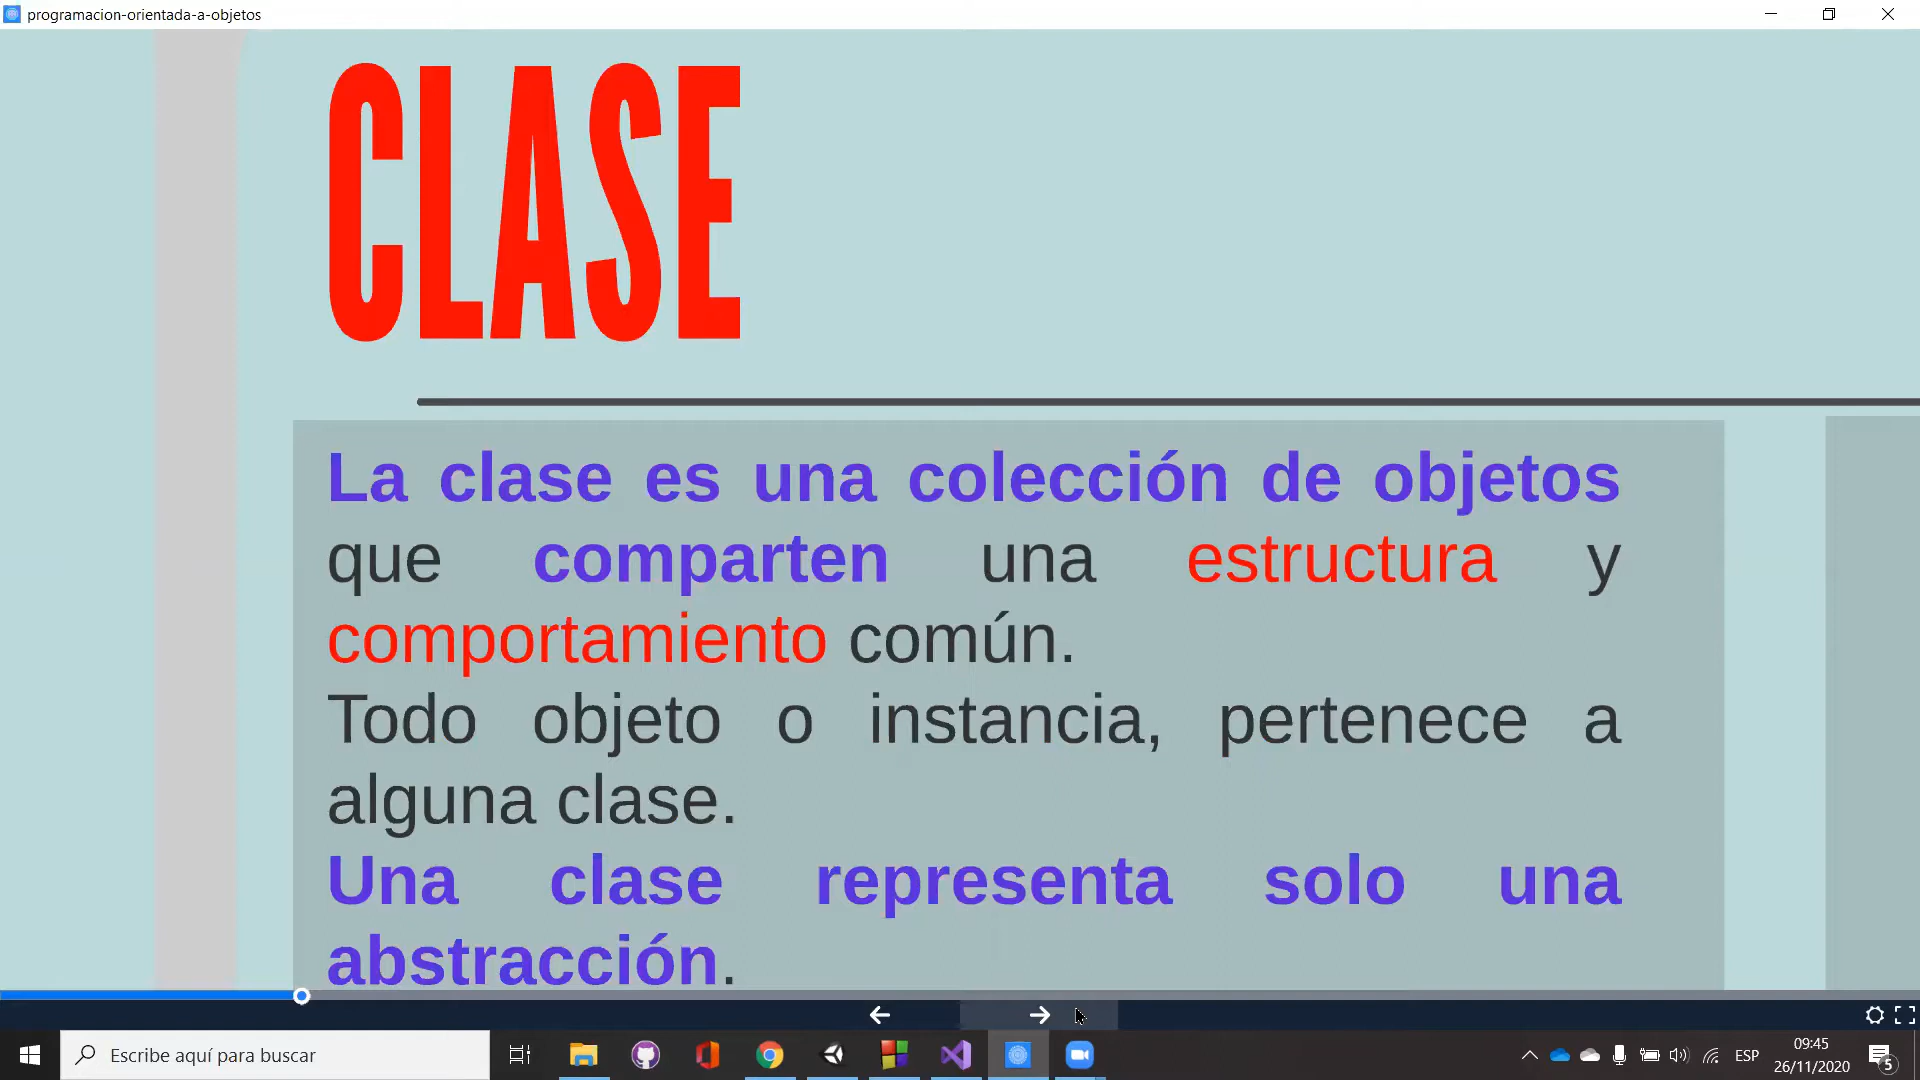 programacion-orientada-a-objetos
CLASE
La clase es una colección de objetos
que comparten una estructura y
comportamiento común.
Todo objeto o instancia, pertenece a
alguna clase.
Una clase representa solo una
abstracción.
Escribe aquí para buscar
ESP
09:45
26/11/2020
5